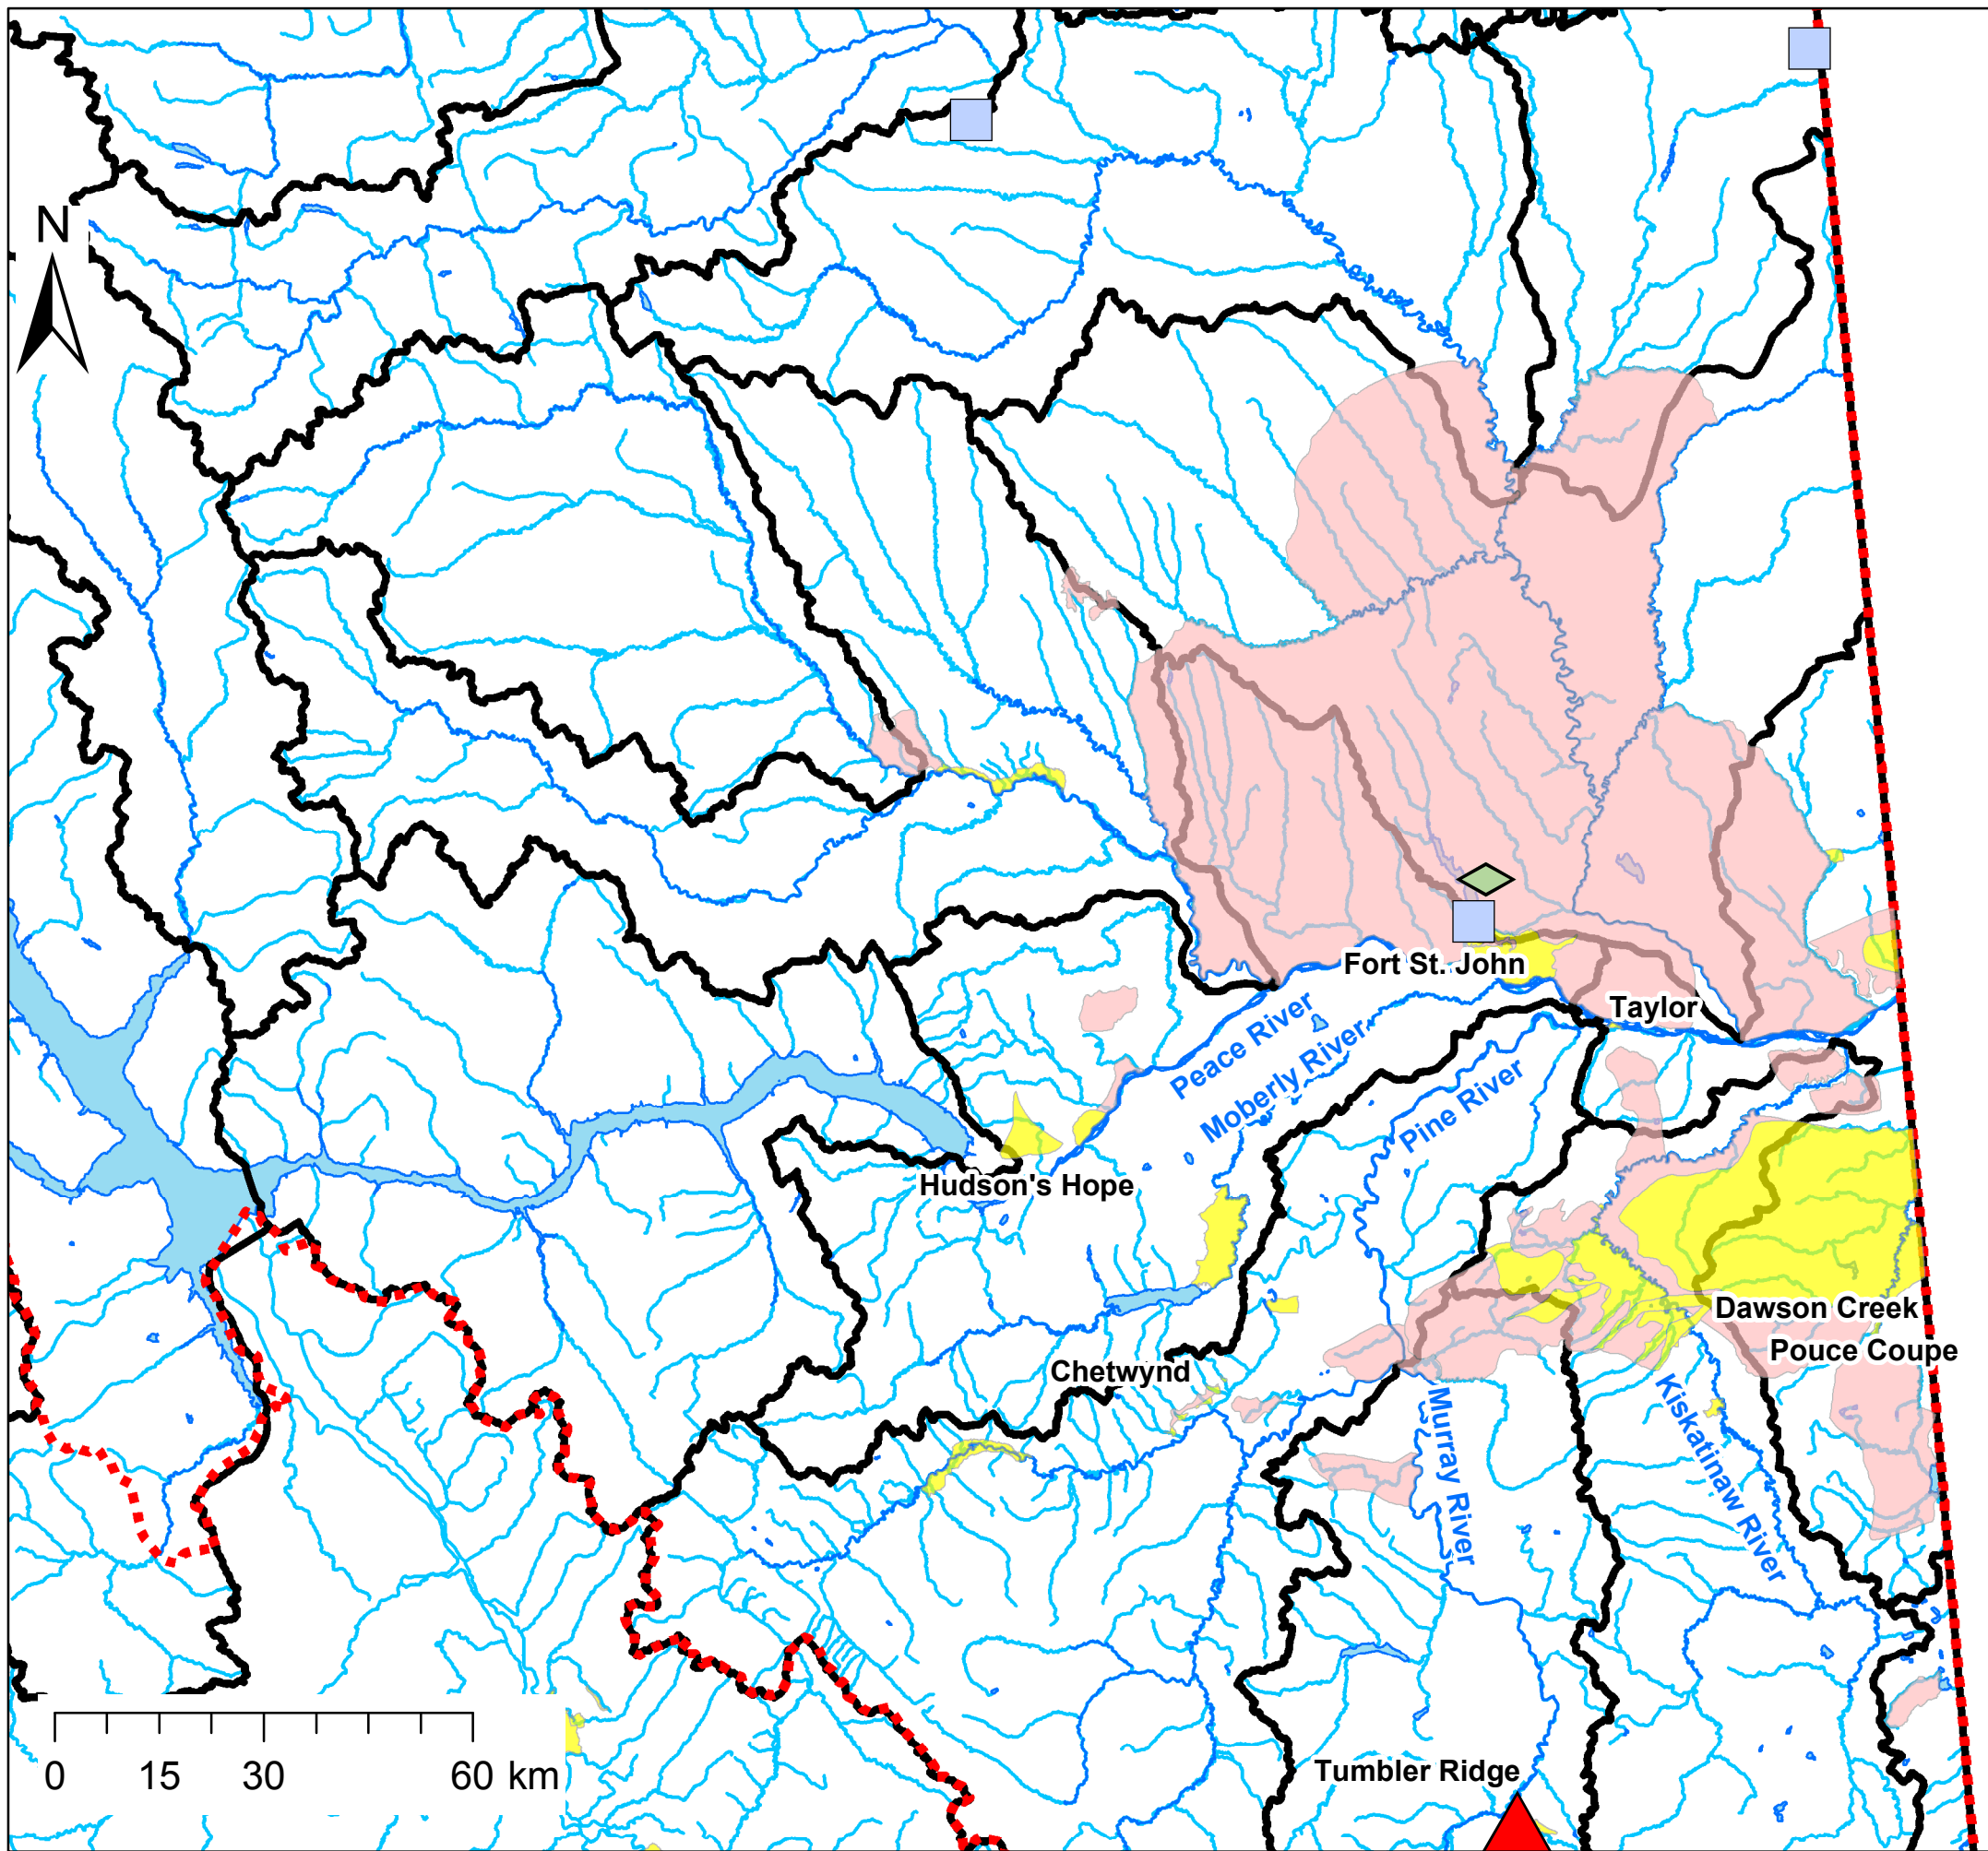 N
Fort St. John
Taylor
Peace River
Moberly River
Pine River
Hudson's Hope
Dawson Creek
Pouce Coupe
Chetwynd
Murray River
Kiskatinaw River
Tumbler Ridge
0 15 30 60 km